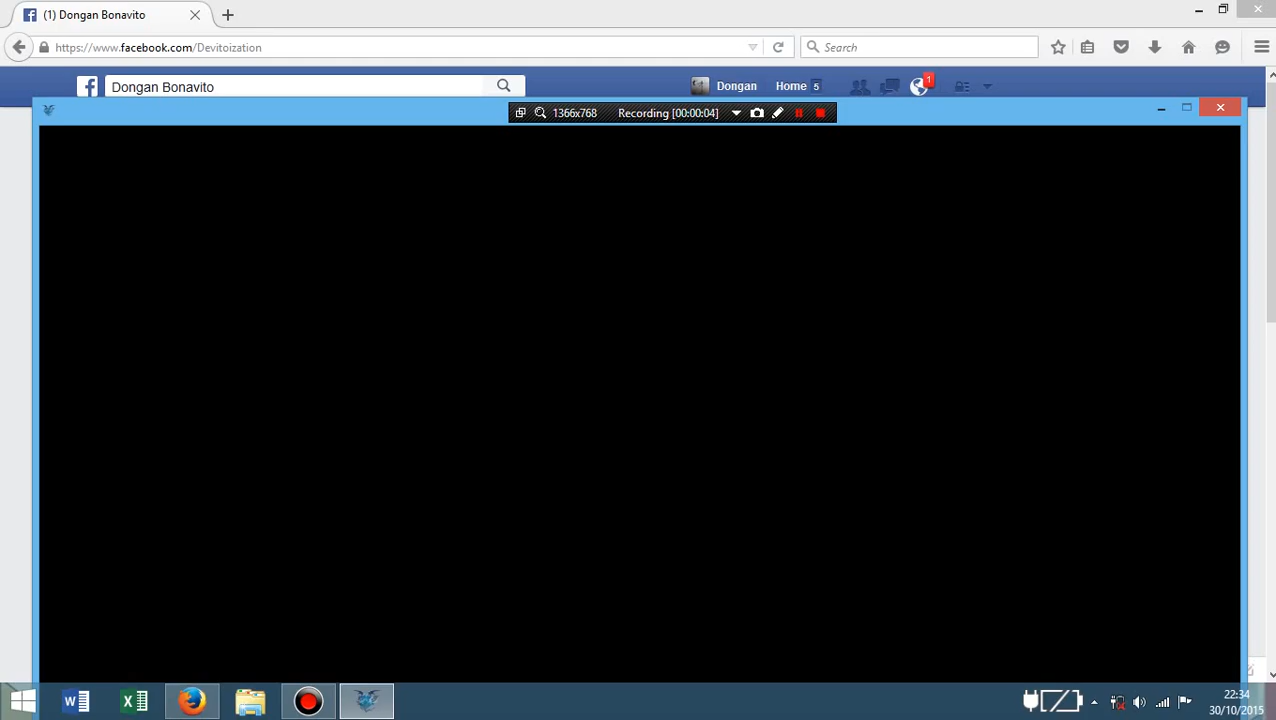 (1) Dongan Bonavito
https://www.facebook.com/Devitoization
Search
Dongan Bonavito
Dongan
Home 5
1
1366x768
Recording [00:00:04]
22:34
30/10/2015